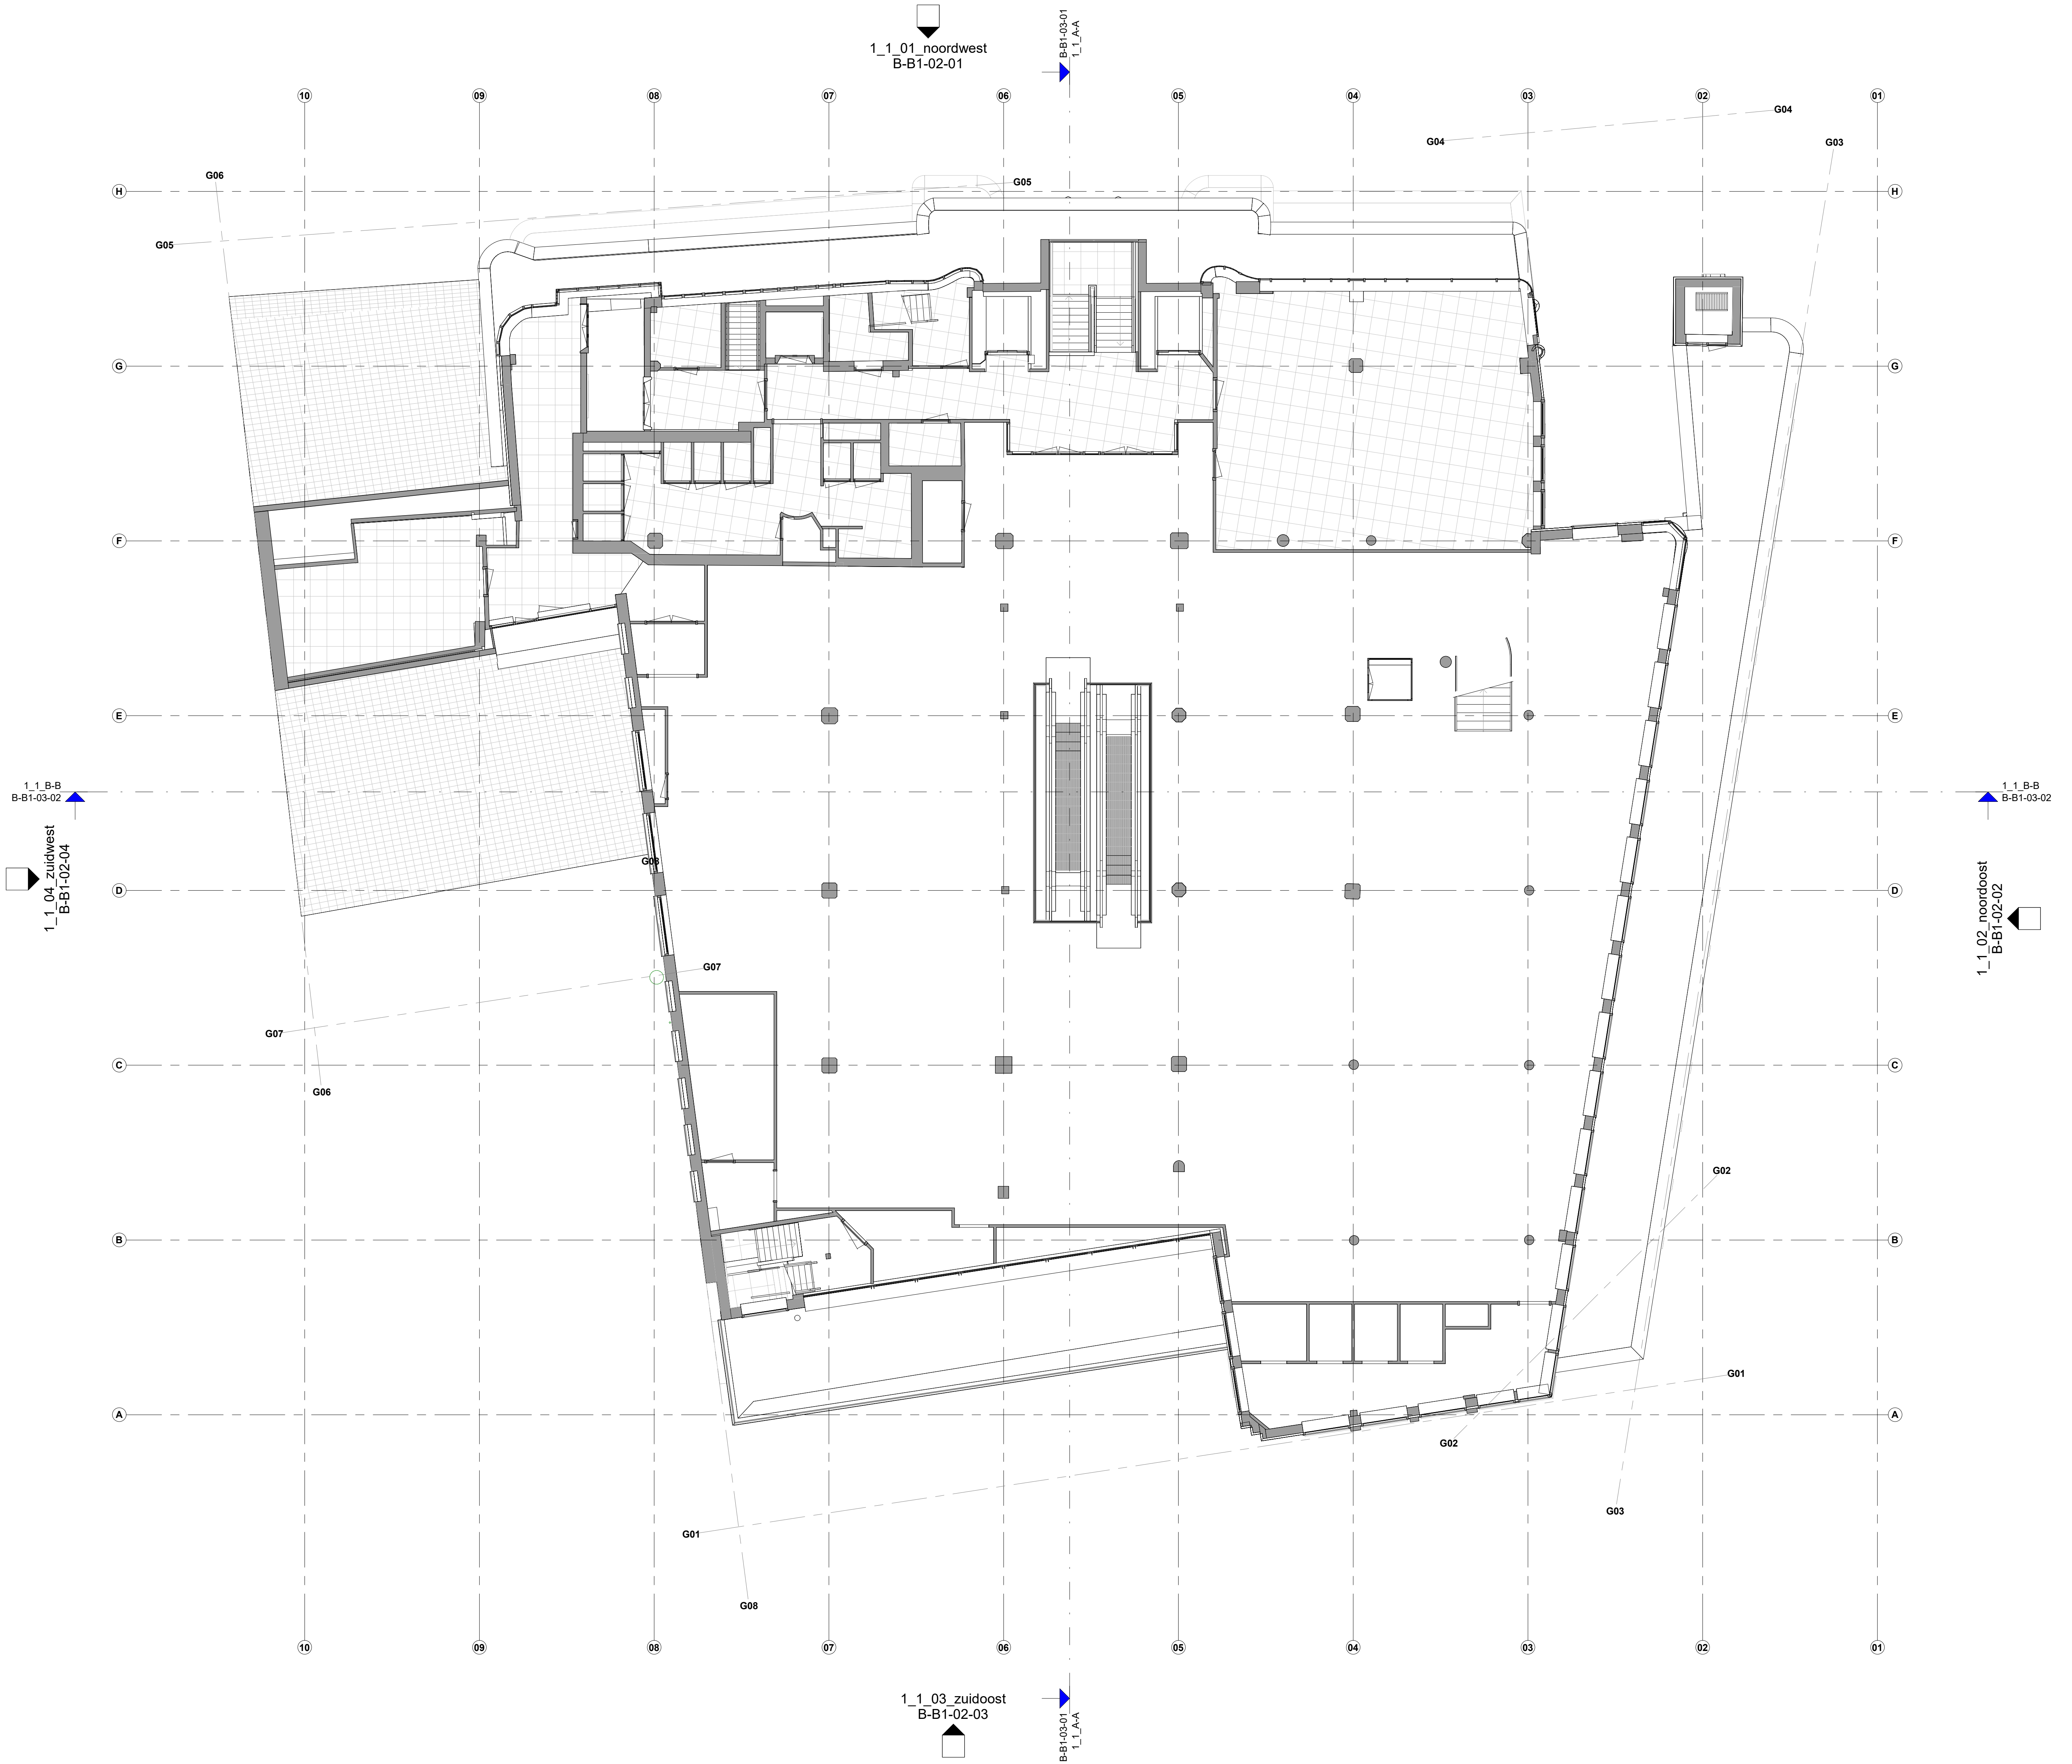 1_1_01_noordwest
B-B1-02-01
B-B1-03-01
1_1_A-A
10
09
08
07
06
05
04
03
02
01
G04
G04
G03
G06
G05
G05
H
H
G
G
F
F
E
E
1_1_B-B
B-B1-03-02
1_1_B-B
B-B1-03-02
1_1_04_zuidwest
B-B1-02-04
G08
D
D
1_1_02_noordoost
B-B1-02-02
G07
G07
C
C
G06
G02
B
B
G01
A
A
G02
G03
G01
G08
10
09
08
07
06
05
04
03
02
01
1_1_03_zuidoost
B-B1-02-03
B-B1-03-01
1_1_A-A